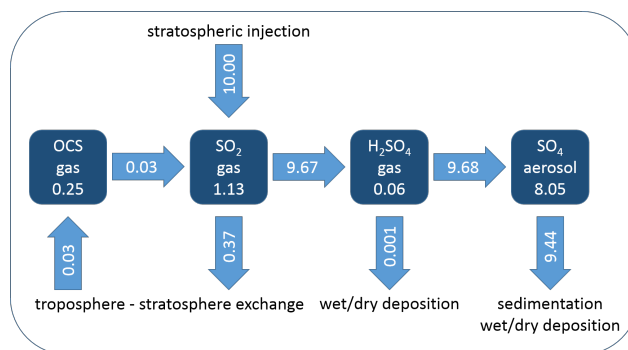 stratospheric injection
10.00
OCS
gas
0.25
0.03
SO₂
gas
1.13
9.67
H₂SO₄
gas
0.06
9.68
SO₄
aerosol
8.05
0.03
0.37
0.001
9.44
troposphere - stratosphere exchange
wet/dry deposition
sedimentation
wet/dry deposition